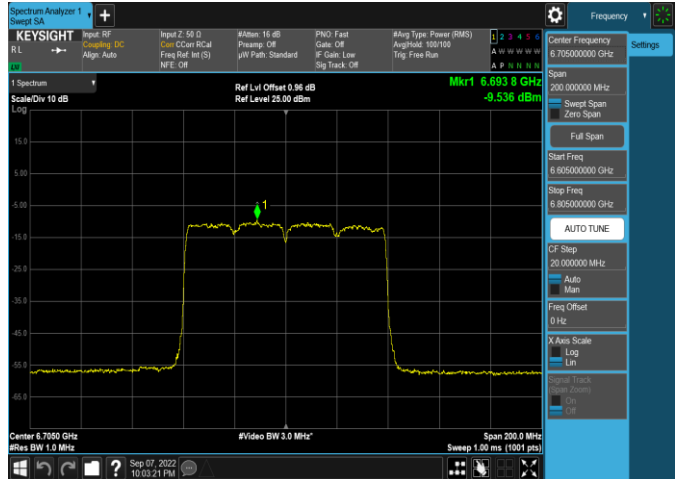 Spectrum Analyzer 1
Swept SA
Frequency
KEYSIGHT
RL
LXI
Input: RF
Coupling: DC
Align: Auto
Input Z: 50 Ω
Corr CCorr RCal
Freq Ref: Int (S)
NFE: Off
#Atten: 16 dB
Preamp: Off
µW Path: Standard
PNO: Fast
Gate: Off
IF Gain: Low
Sig Track: Off
#Avg Type: Power (RMS)
Avg|Hold: 100/100
Trig: Free Run
1 2 3 4 5 6
A W W W W W
A P N N N N
1 Spectrum
Scale/Div 10 dB
Log
Ref Lvl Offset 0.96 dB
Ref Level 25.00 dBm
Mkr1 6.693 8 GHz
-9.536 dBm
15.0
5.00
-5.00
-15.0
-25.0
-35.0
-45.0
-55.0
-65.0
1
Center 6.7050 GHz
#Res BW 1.0 MHz
#Video BW 3.0 MHz*
Span 200.0 MHz
Sweep 1.00 ms (1001 pts)
Sep 07, 2022
10:03:21 PM
Center Frequency
6.705000000 GHz
Settings
Span
200.000000 MHz
Swept Span
Zero Span
Full Span
Start Freq
6.605000000 GHz
Stop Freq
6.805000000 GHz
AUTO TUNE
CF Step
20.000000 MHz
Auto
Man
Freq Offset
0 Hz
X Axis Scale
Log
Lin
Signal Track
(Span Zoom)
On
Off